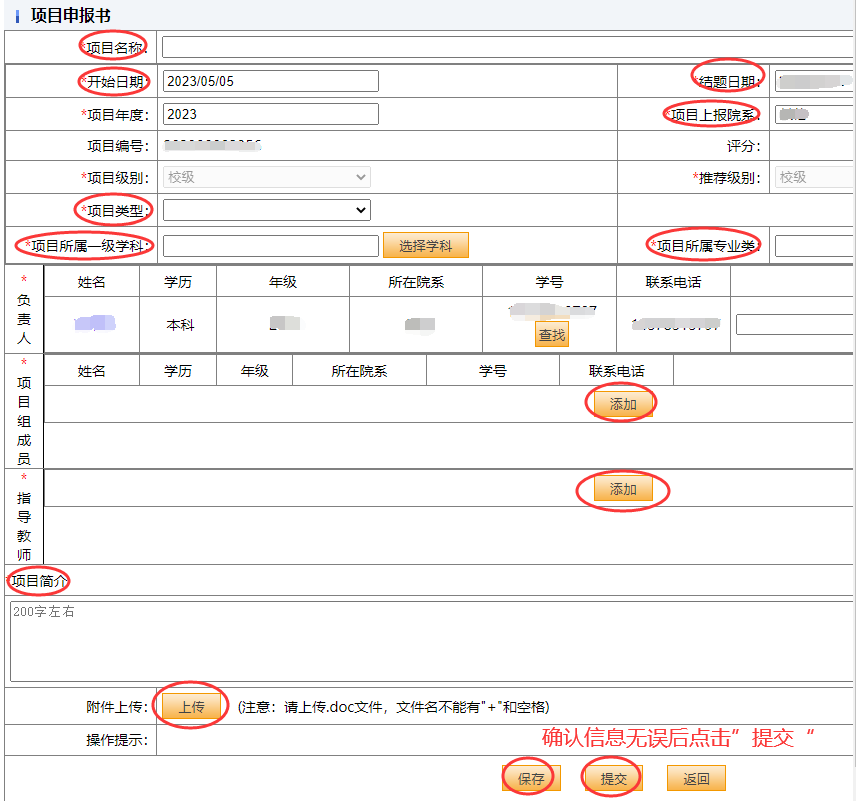 项目申报书
*项目名称:
*开始日期: 2023/05/05 *结题日期:
*项目年度: 2023 *项目上报院系:
项目编号: 评分:
*项目级别: 校级 *推荐级别: 校级
*项目类型:
*项目所属一级学科: 选择学科 *项目所属专业类:
*负责人
姓名 学历 年级 所在院系 学号 联系电话
本科 查找
*项目组成员
姓名 学历 年级 所在院系 学号 联系电话
添加
*指导教师
添加
*项目简介
200字左右
附件上传: 上传 (注意: 请上传.doc文件, 文件名不能有"+"和空格)
操作提示:
确认信息无误后点击”提交“
保存 提交 返回